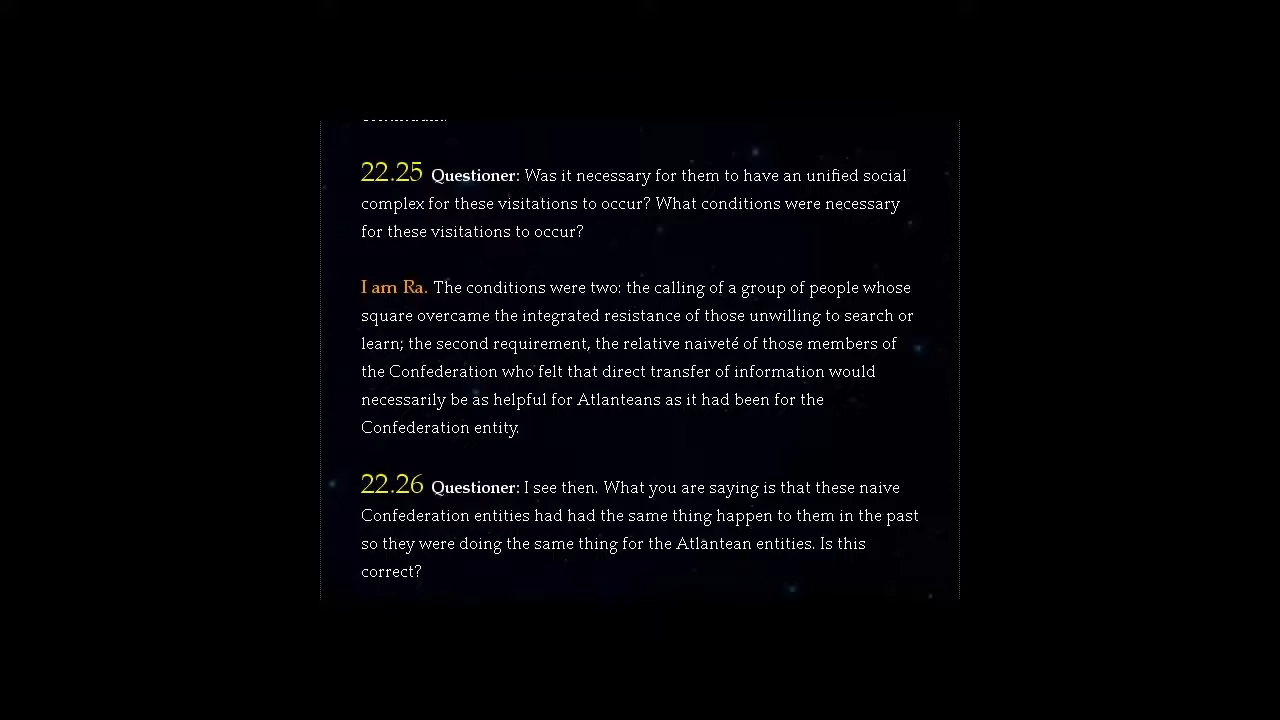 22.25 Questioner: Was it necessary for them to have an unified social
complex for these visitations to occur? What conditions were necessary
for these visitations to occur?
I am Ra. The conditions were two: the calling of a group of people whose
square overcame the integrated resistance of those unwilling to search or
learn; the second requirement, the relative naiveté of those members of
the Confederation who felt that direct transfer of information would
necessarily be as helpful for Atlanteans as it had been for the
Confederation entity.
22.26 Questioner: I see then. What you are saying is that these naive
Confederation entities had had the same thing happen to them in the past
so they were doing the same thing for the Atlantean entities. Is this
correct?